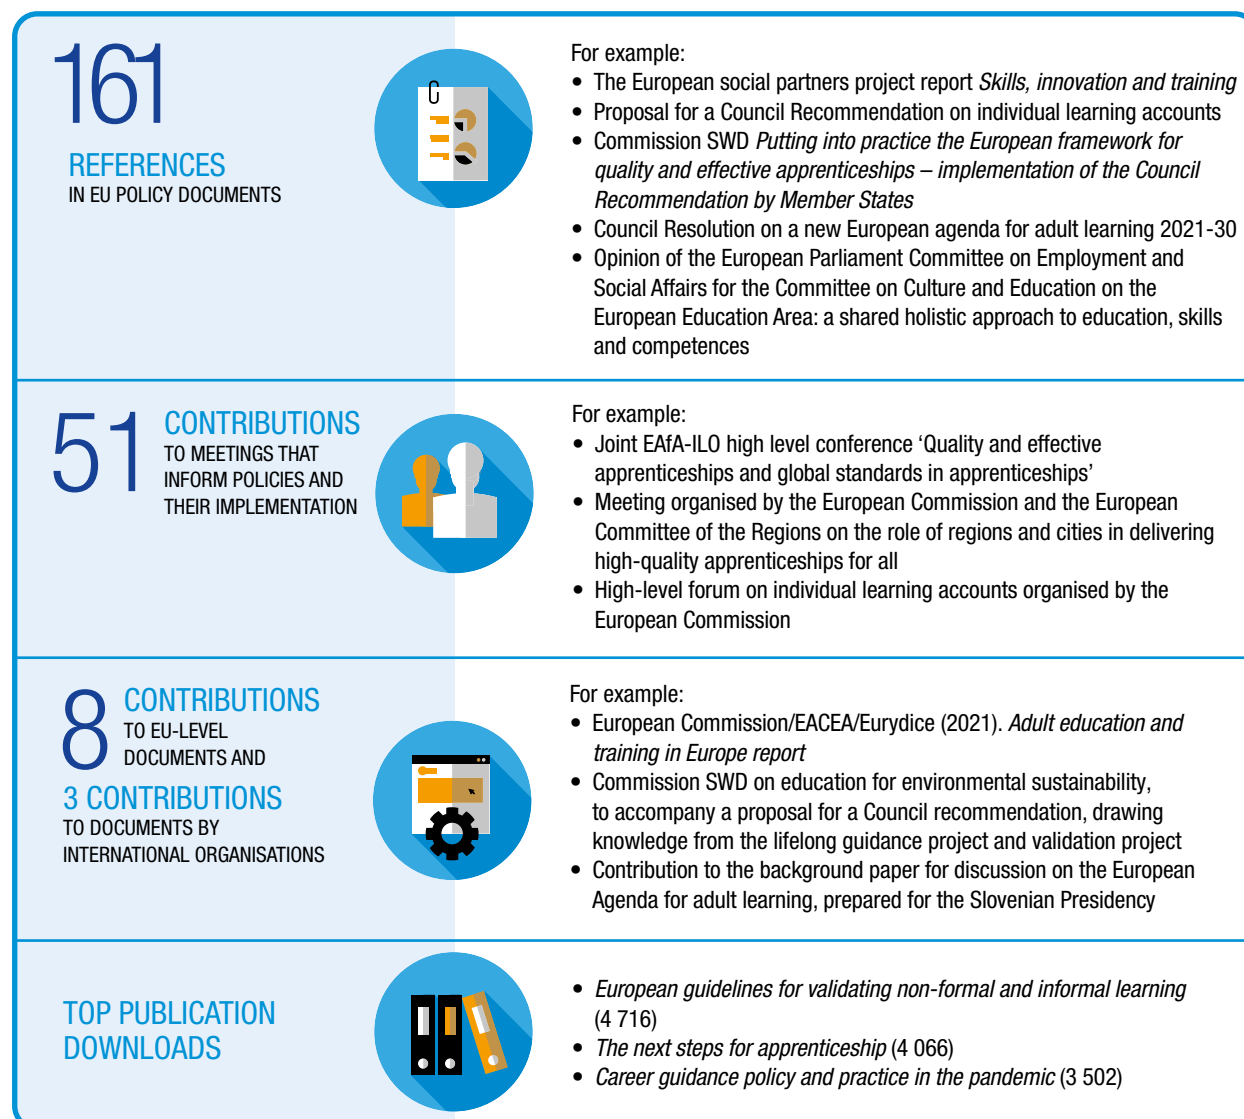 161
REFERENCES
IN EU POLICY DOCUMENTS
For example:
• The European social partners project report Skills, innovation and training
• Proposal for a Council Recommendation on individual learning accounts
• Commission SWD Putting into practice the European framework for
quality and effective apprenticeships – implementation of the Council
Recommendation by Member States
• Council Resolution on a new European agenda for adult learning 2021-30
• Opinion of the European Parliament Committee on Employment and
Social Affairs for the Committee on Culture and Education on the
European Education Area: a shared holistic approach to education, skills
and competences
51
CONTRIBUTIONS
TO MEETINGS THAT
INFORM POLICIES AND
THEIR IMPLEMENTATION
For example:
• Joint EAfA-ILO high level conference ‘Quality and effective
apprenticeships and global standards in apprenticeships’
• Meeting organised by the European Commission and the European
Committee of the Regions on the role of regions and cities in delivering
high-quality apprenticeships for all
• High-level forum on individual learning accounts organised by the
European Commission
8
CONTRIBUTIONS
TO EU-LEVEL
DOCUMENTS AND
3 CONTRIBUTIONS
TO DOCUMENTS BY
INTERNATIONAL ORGANISATIONS
For example:
• European Commission/EACEA/Eurydice (2021). Adult education and
training in Europe report
• Commission SWD on education for environmental sustainability,
to accompany a proposal for a Council recommendation, drawing
knowledge from the lifelong guidance project and validation project
• Contribution to the background paper for discussion on the European
Agenda for adult learning, prepared for the Slovenian Presidency
TOP PUBLICATION
DOWNLOADS
• European guidelines for validating non-formal and informal learning
(4 716)
• The next steps for apprenticeship (4 066)
• Career guidance policy and practice in the pandemic (3 502)